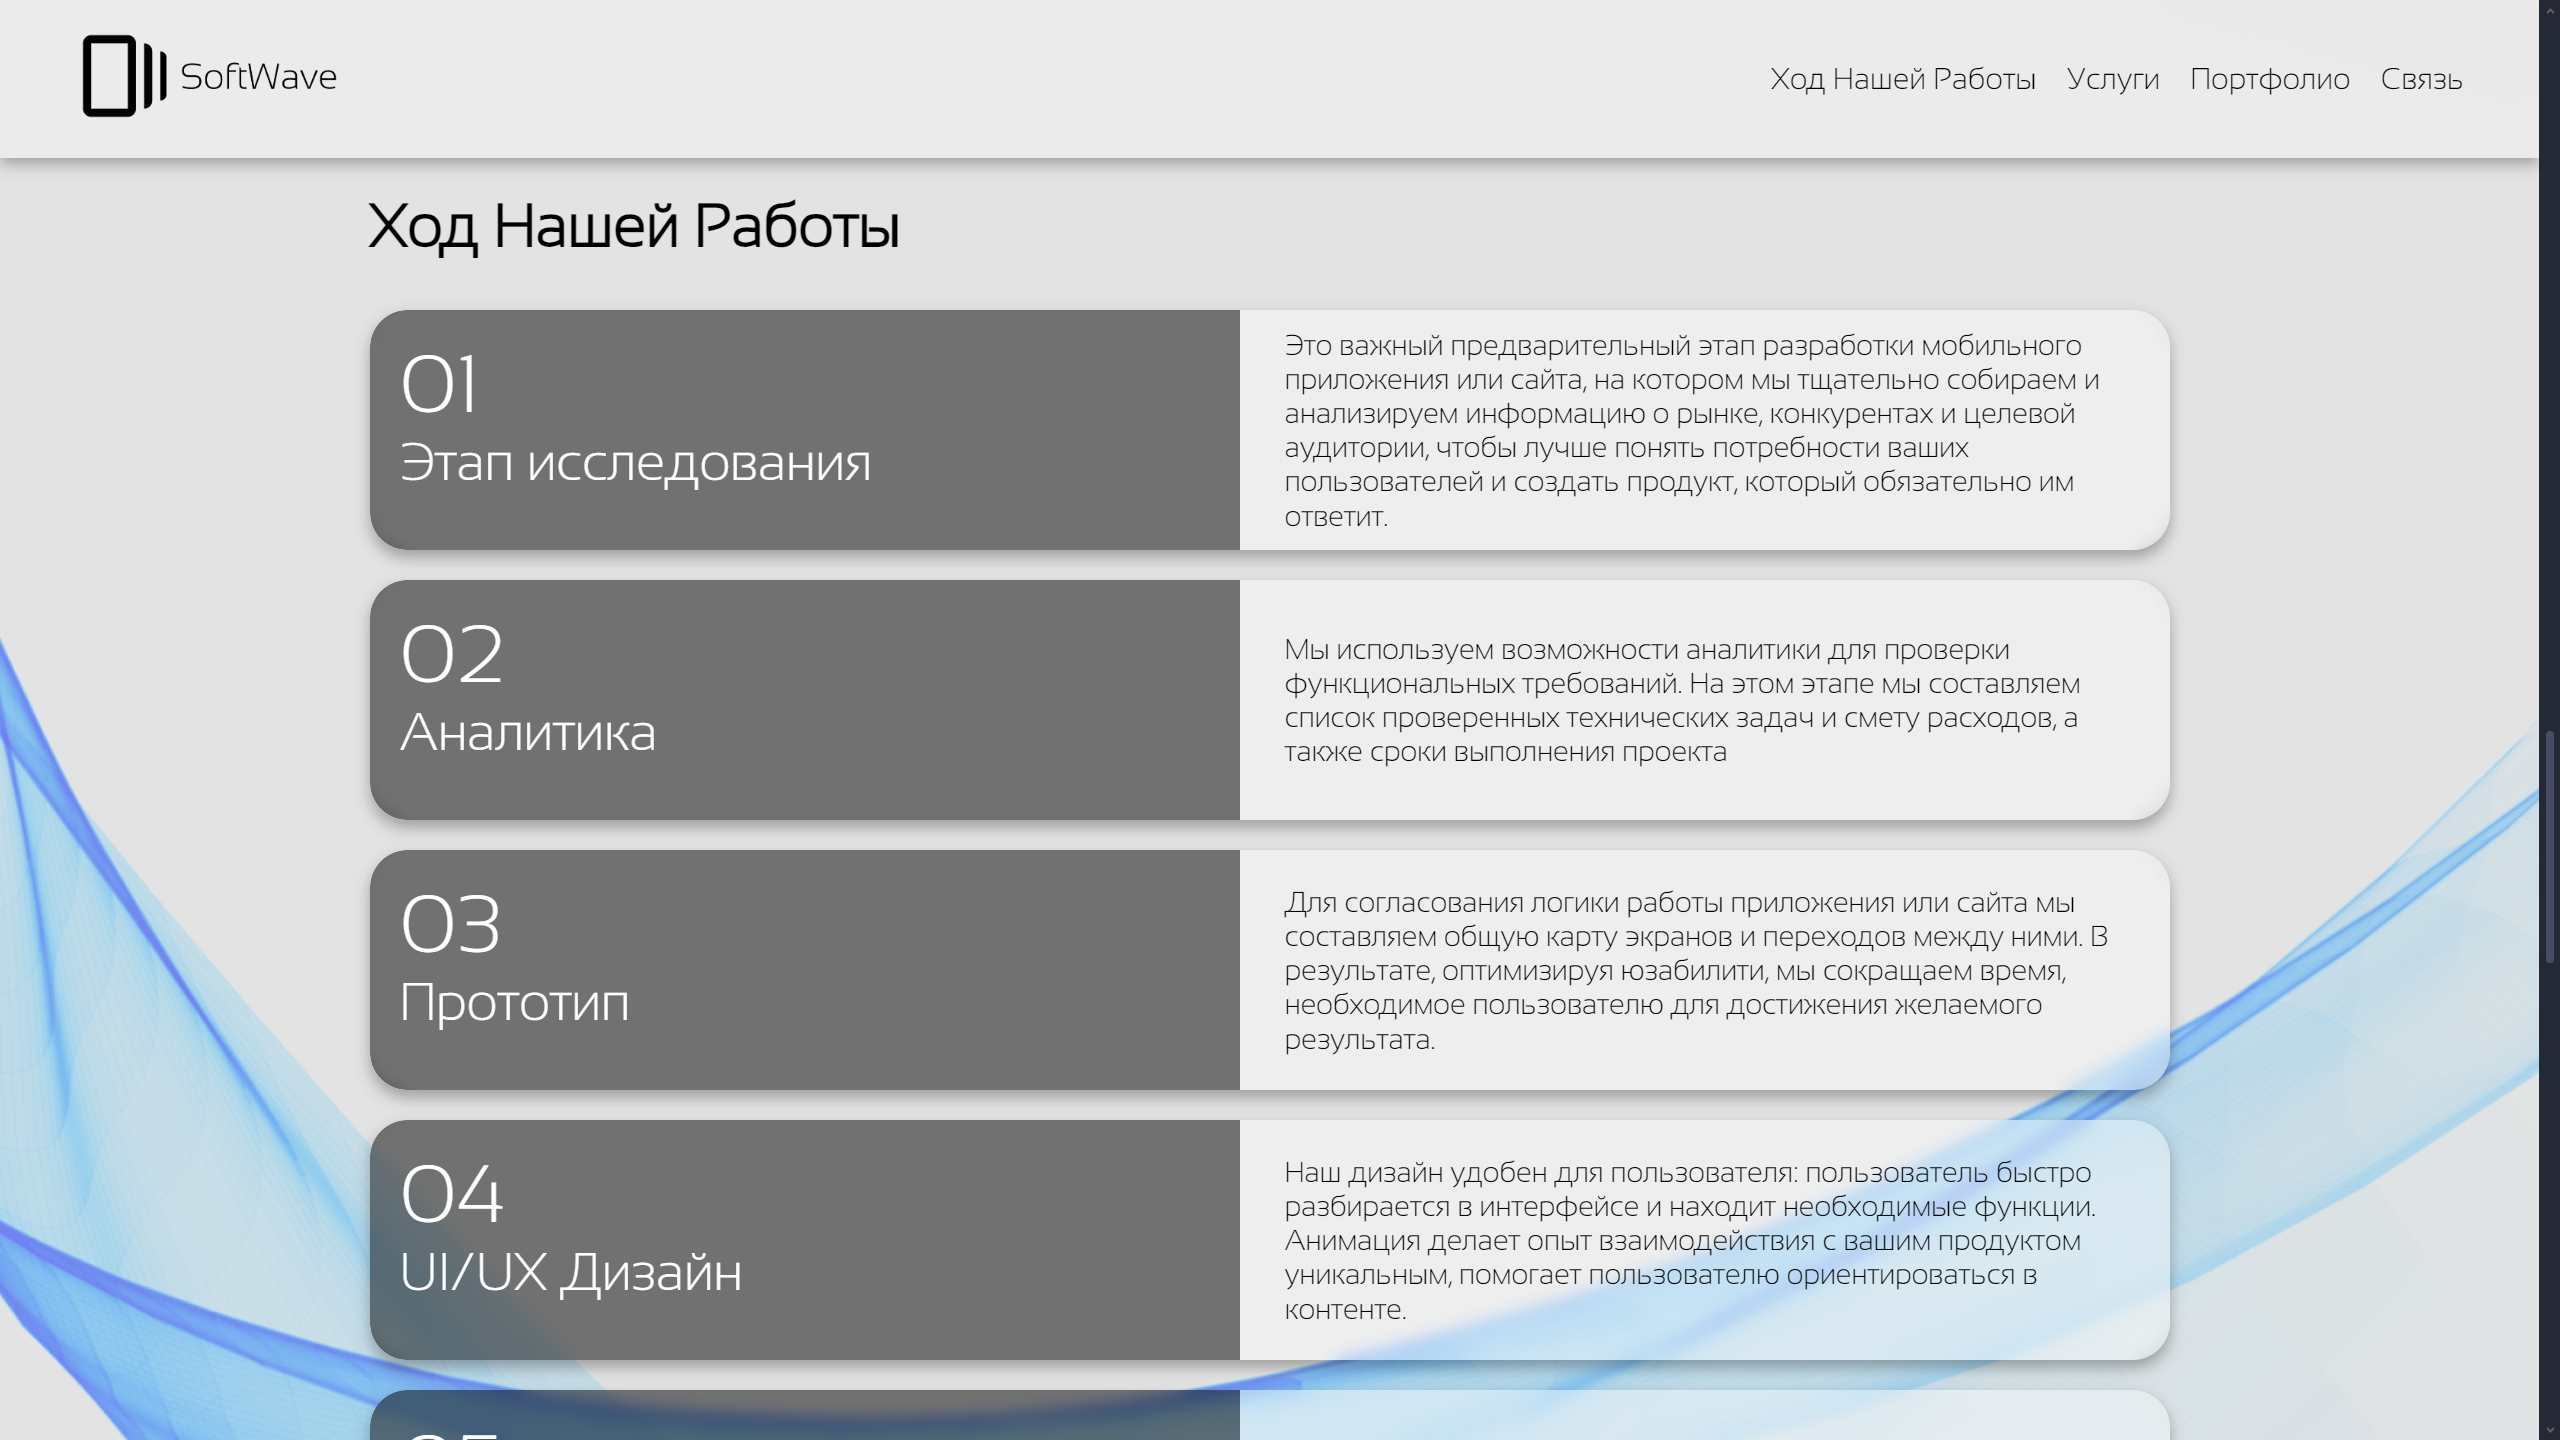 SoftWave
Ход Нашей Работы Услуги Портфолио Связь
Ход Нашей Работы
01
Этап исследования
Это важный предварительный этап разработки мобильного
приложения или сайта, на котором мы тщательно собираем и
анализируем информацию о рынке, конкурентах и целевой
аудитории, чтобы лучше понять потребности ваших
пользователей и создать продукт, который обязательно им
ответит.
02
Аналитика
Мы используем возможности аналитики для проверки
функциональных требований. На этом этапе мы составляем
список проверенных технических задач и смету расходов, а
также сроки выполнения проекта
03
Прототип
Для согласования логики работы приложения или сайта мы
составляем общую карту экранов и переходов между ними. В
результате, оптимизируя юзабилити, мы сокращаем время,
необходимое пользователю для достижения желаемого
результата.
04
UI/UX Дизайн
Наш дизайн удобен для пользователя: пользователь быстро
разбирается в интерфейсе и находит необходимые функции.
Анимация делает опыт взаимодействия с вашим продуктом
уникальным, помогает пользователю ориентироваться в
контенте.